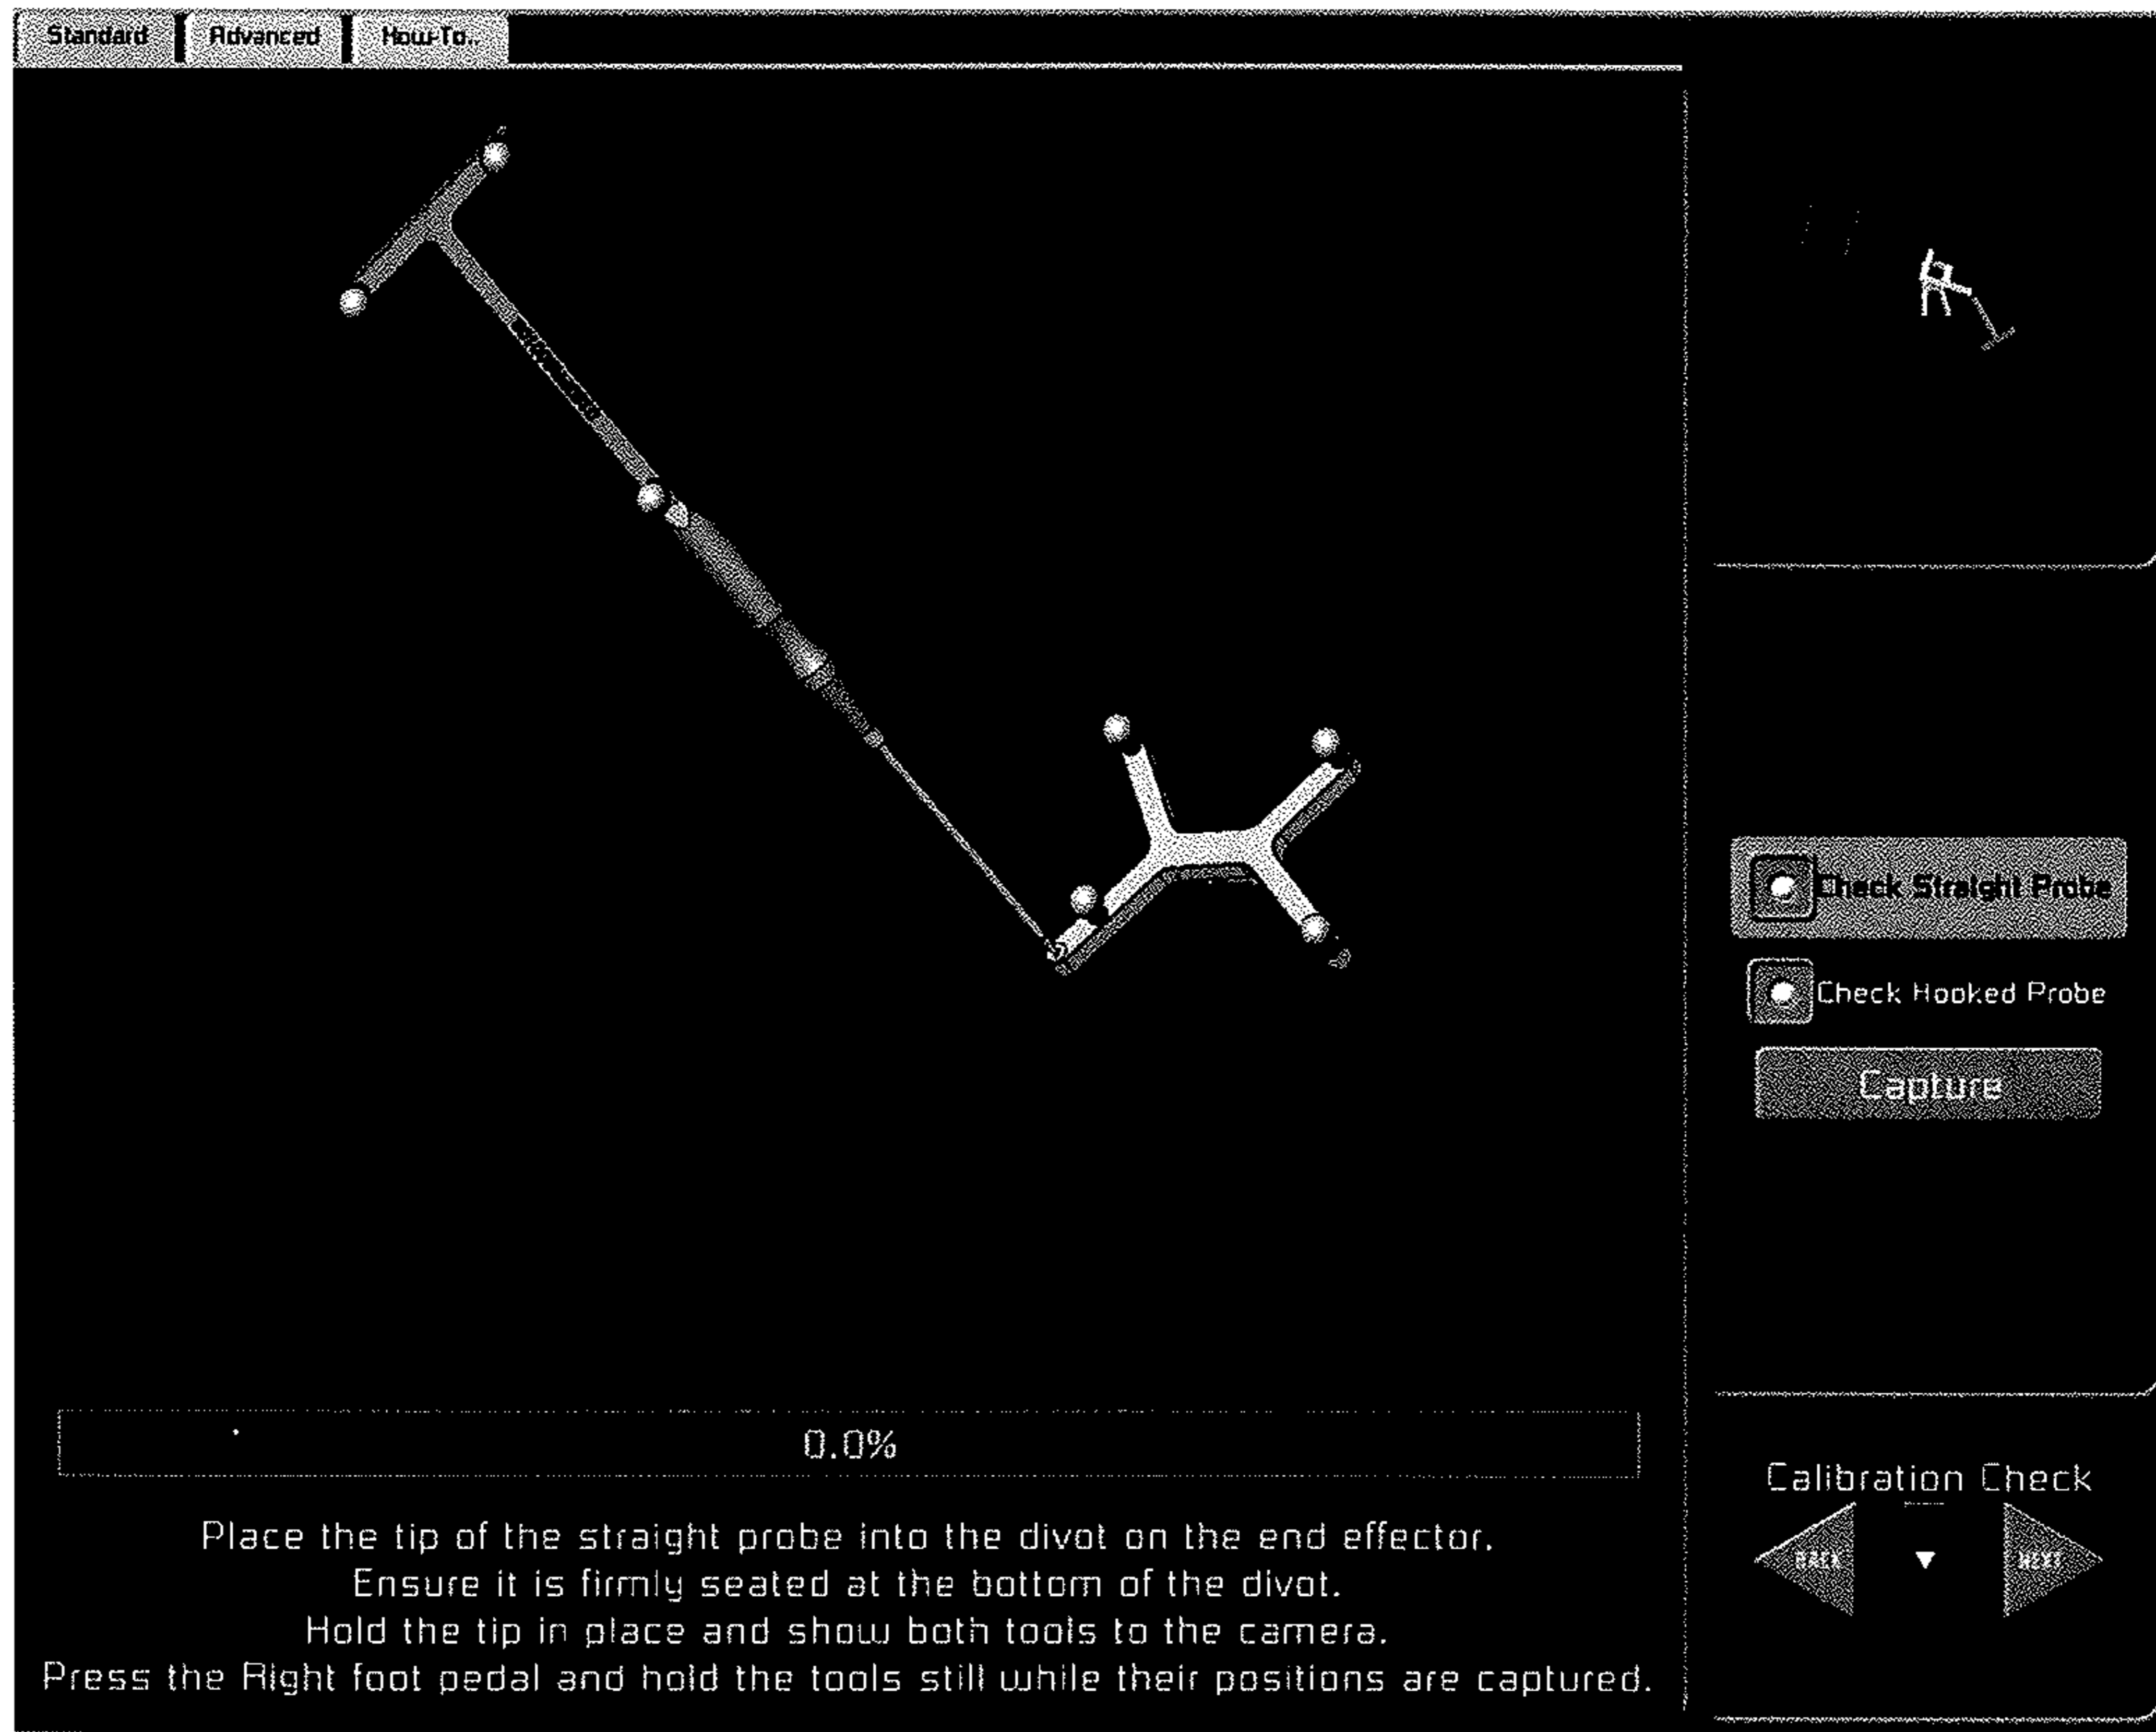 Standard
Advanced
How-To..
Check Straight Probe
Check Hooked Probe
Capture
0.0%
Place the tip of the straight probe into the divot on the end effector.
Ensure it is firmly seated at the bottom of the divot.
Hold the tip in place and show both tools to the camera.
Press the Right foot pedal and hold the tools still while their positions are captured.
Calibration Check
BACK
NEXT